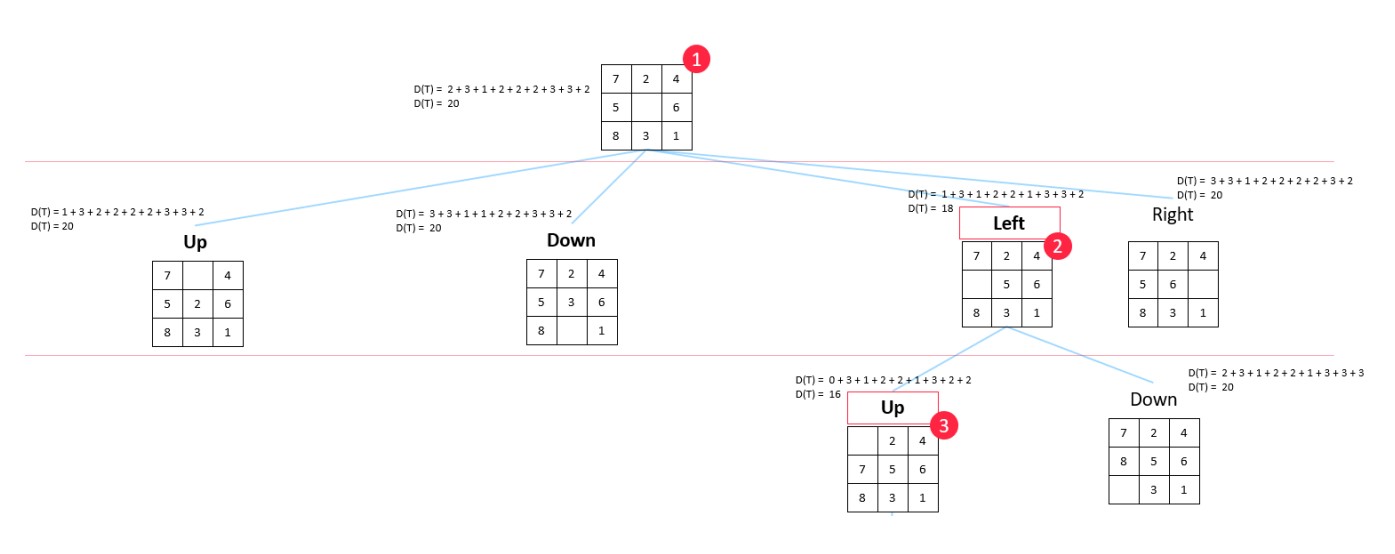 1
D(T) = 2 + 3 + 1 + 2 + 2 + 2 + 3 + 3 + 2
D(T) = 20
7 2 4
5 6
8 3 1
D(T) = 1 + 3 + 2 + 2 + 2 + 2 + 3 + 3 + 2
D(T) = 20
Up
7 4
5 2 6
8 3 1
D(T) = 3 + 3 + 1 + 1 + 2 + 2 + 3 + 3 + 2
D(T) = 20
Down
7 2 4
5 3 6
8 1
D(T) = 1 + 3 + 1 + 2 + 2 + 1 + 3 + 3 + 2
D(T) = 18
Left
2
7 2 4
5 6
8 3 1
D(T) = 3 + 3 + 1 + 2 + 2 + 2 + 2 + 3 + 2
D(T) = 20
Right
7 2 4
5 6
8 3 1
D(T) = 0 + 3 + 1 + 2 + 2 + 1 + 3 + 2 + 2
D(T) = 16
Up
3
2 4
7 5 6
8 3 1
D(T) = 2 + 3 + 1 + 2 + 2 + 1 + 3 + 3 + 3
D(T) = 20
Down
7 2 4
8 5 6
3 1